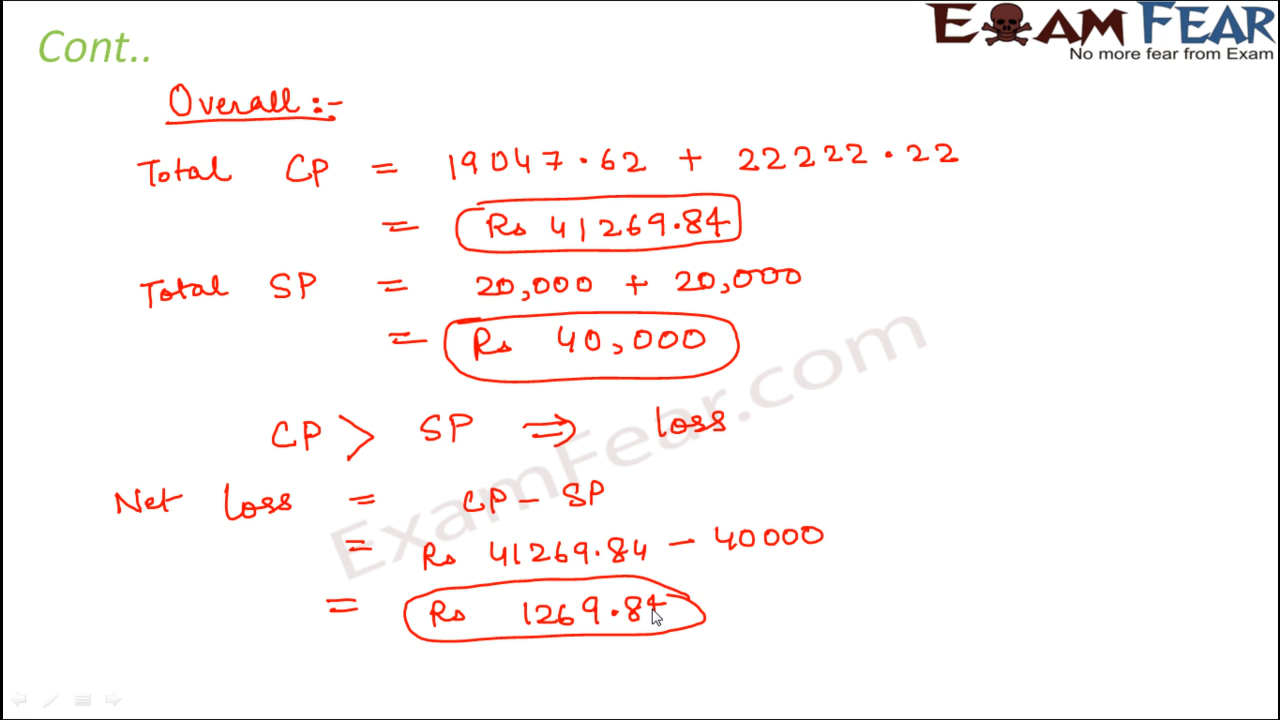 Cont..
EXAM FEAR
No more fear from Exam
Overall :-
Total CP = 19047.62 + 22222.22
= Rs 41269.84
Total SP = 20,000 + 20,000
= Rs 40,000
CP > SP ⇒ loss
Net loss = CP - SP
= Rs 41269.84 - 40000
= Rs 1269.84
ExamFear.com